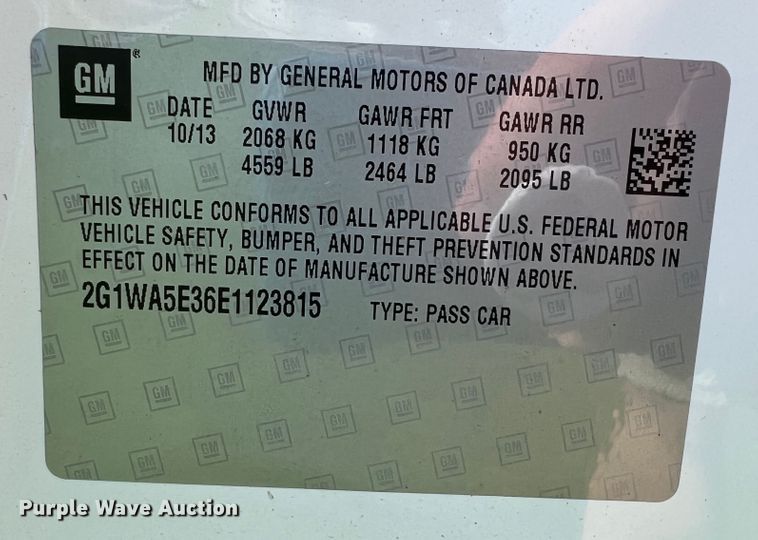 GM ®
MFD BY GENERAL MOTORS OF CANADA LTD.
DATE GVWR GAWR FRT GAWR RR
10/13 2068 KG 1118 KG 950 KG
4559 LB 2464 LB 2095 LB
THIS VEHICLE CONFORMS TO ALL APPLICABLE U.S. FEDERAL MOTOR
VEHICLE SAFETY, BUMPER, AND THEFT PREVENTION STANDARDS IN
EFFECT ON THE DATE OF MANUFACTURE SHOWN ABOVE.
2G1WA5E36E1123815 TYPE: PASS CAR
Purple Wave Auction